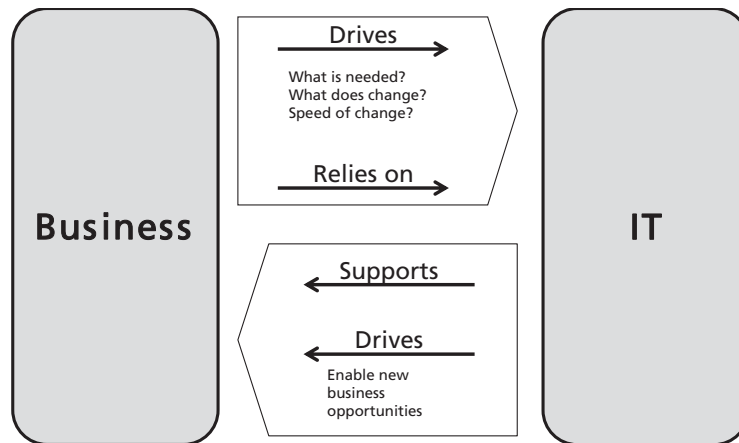 Business
Drives
What is needed?
What does change?
Speed of change?
Relies on
Supports
Drives
Enable new
business
opportunities
IT